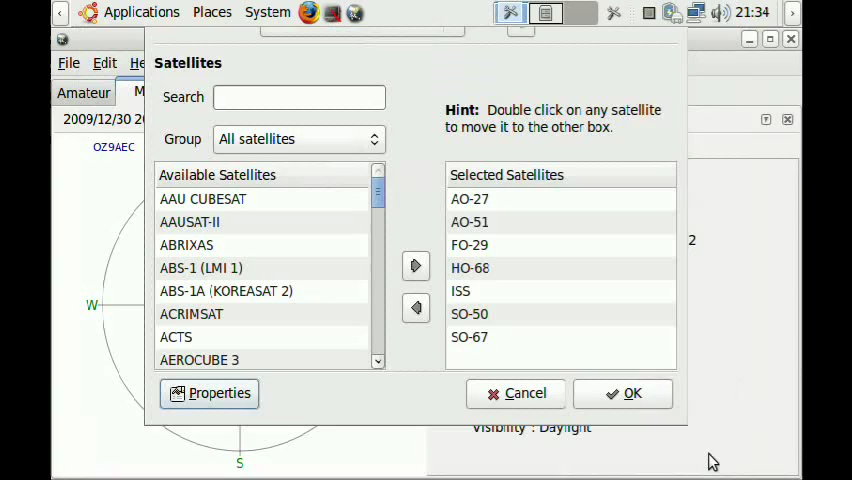 Applications Places System 21:34
File Edit He
Amateur M
2009/12/30 20
OZ9AEC
W
S
Satellites
Search
Group All satellites
Hint: Double click on any satellite
to move it to the other box.
Available Satellites
AAU CUBESAT
AAUSAT-II
ABRIXAS
ABS-1 (LMI 1)
ABS-1A (KOREASAT 2)
ACRIMSAT
ACTS
AEROCUBE 3
Selected Satellites
AO-27
AO-51
FO-29
HO-68
ISS
SO-50
SO-67
2
Properties Cancel OK
Visibility : Daylight